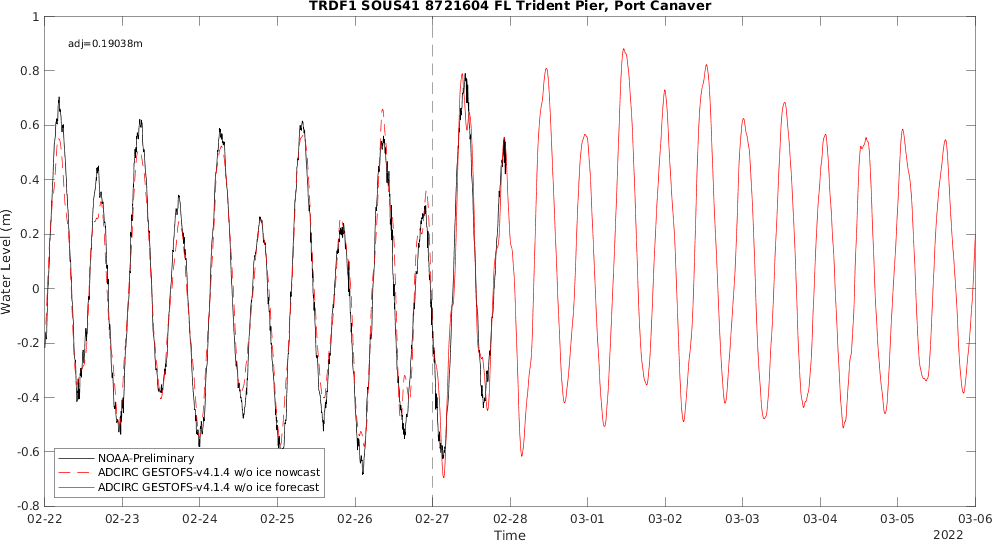 TRDF1 SOUS41 8721604 FL Trident Pier, Port Canaver
adj=0.19038m
1
0.8
0.6
0.4
0.2
0
-0.2
-0.4
-0.6
-0.8
Water Level (m)
NOAA-Preliminary
ADCIRC GESTOFS-v4.1.4 w/o ice nowcast
ADCIRC GESTOFS-v4.1.4 w/o ice forecast
02-22 02-23 02-24 02-25 02-26 02-27 02-28 03-01 03-02 03-03 03-04 03-05 03-06
Time
2022